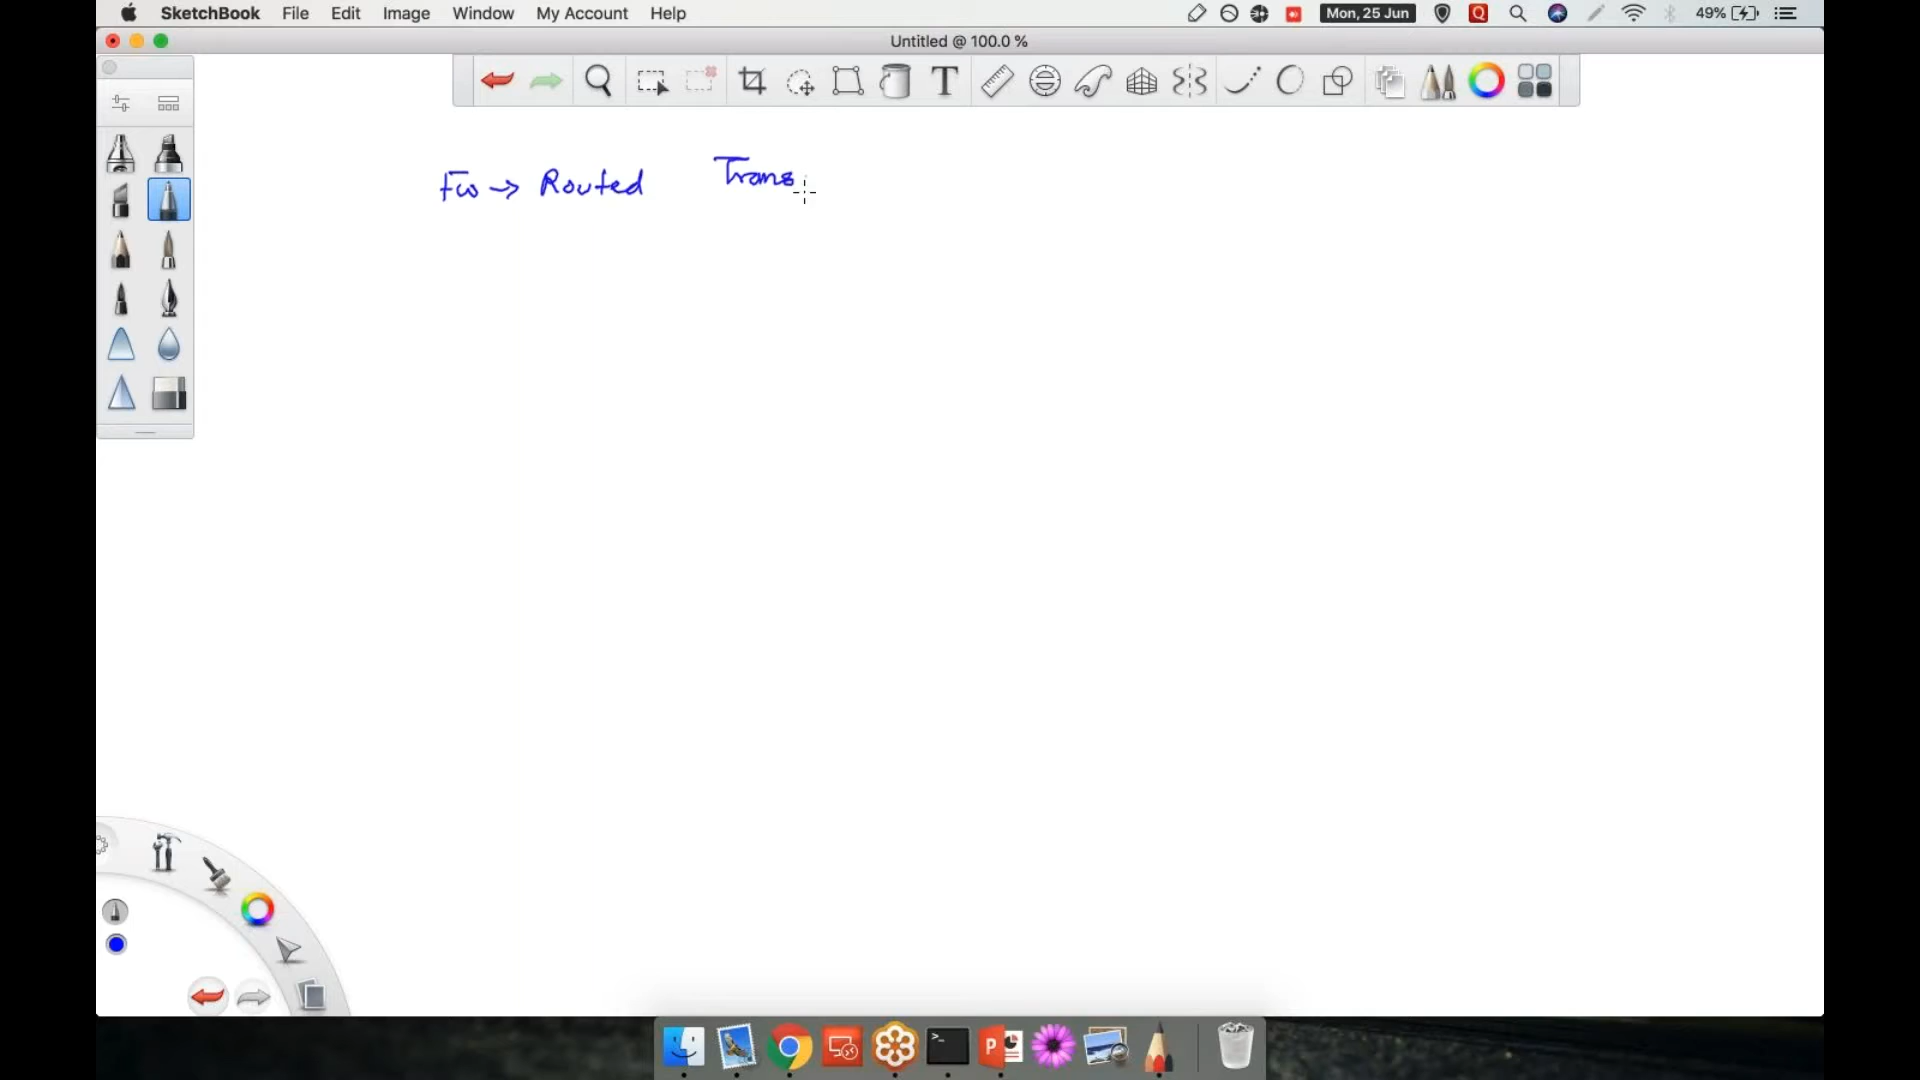 SketchBook File Edit Image Window My Account Help Mon, 25 Jun 49%
Untitled @ 100.0 %
T
Fw → Routed Trans